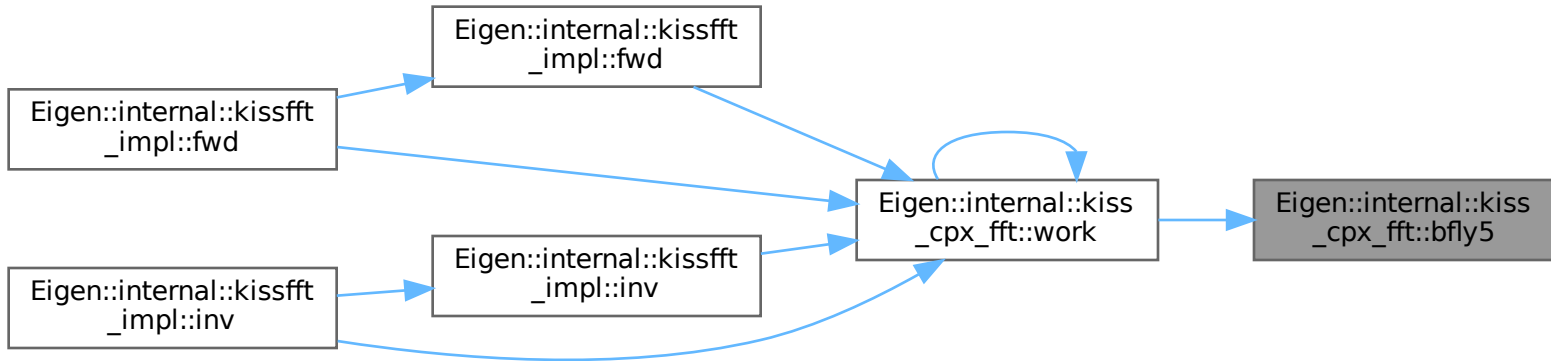 Eigen::internal::kissfft
_impl::fwd
Eigen::internal::kissfft
_impl::fwd
Eigen::internal::kiss
_cpx_fft::work
Eigen::internal::kiss
_cpx_fft::bfly5
Eigen::internal::kissfft
_impl::inv
Eigen::internal::kissfft
_impl::inv